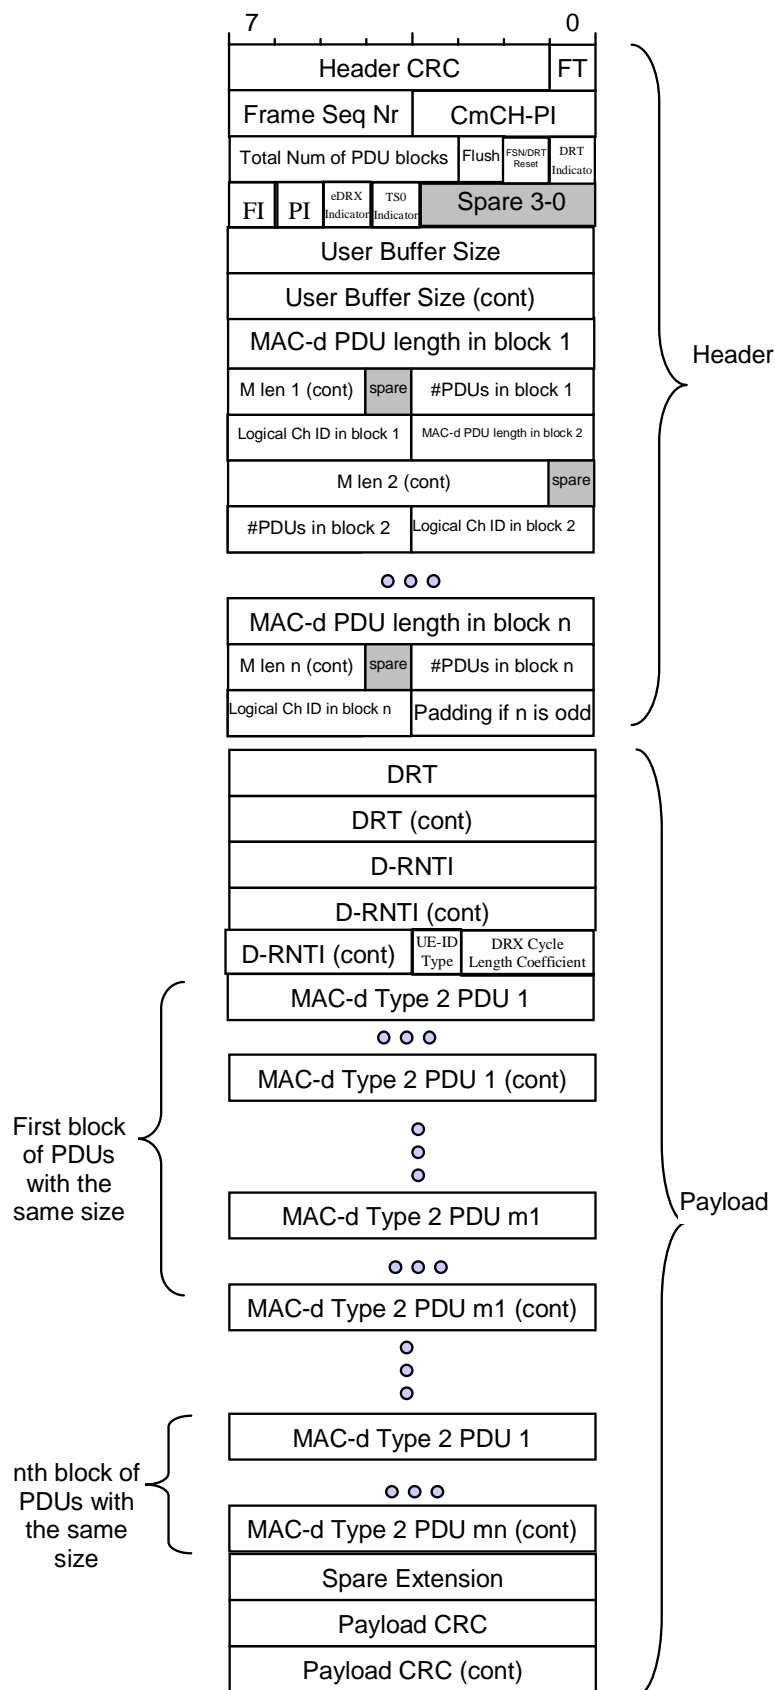 7 0
Header CRC FT
Frame Seq Nr CmCH-PI
Total Num of PDU blocks Flush FSN/DRT Reset DRT Indicato
FI PI eDRX Indicator TS0 Indicator Spare 3-0
User Buffer Size
User Buffer Size (cont)
MAC-d PDU length in block 1
Header
M len 1 (cont) spare #PDUs in block 1
Logical Ch ID in block 1 MAC-d PDU length in block 2
M len 2 (cont) spare
#PDUs in block 2 Logical Ch ID in block 2
MAC-d PDU length in block n
M len n (cont) spare #PDUs in block n
Logical Ch ID in block n Padding if n is odd
DRT
DRT (cont)
D-RNTI
D-RNTI (cont)
D-RNTI (cont) UE-ID Type DRX Cycle Length Coefficient
MAC-d Type 2 PDU 1
MAC-d Type 2 PDU 1 (cont)
First block
of PDUs
with the
same size
MAC-d Type 2 PDU m1
Payload
MAC-d Type 2 PDU m1 (cont)
MAC-d Type 2 PDU 1
nth block of
PDUs with
the same
size
MAC-d Type 2 PDU mn (cont)
Spare Extension
Payload CRC
Payload CRC (cont)